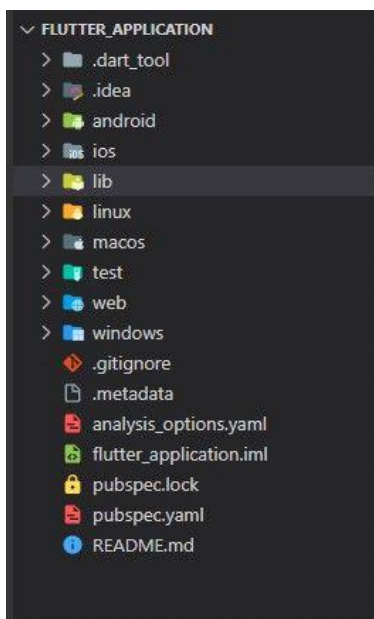 FLUTTER_APPLICATION
.dart_tool
.idea
android
ios
lib
linux
macos
test
web
windows
.gitignore
.metadata
analysis_options.yaml
flutter_application.iml
pubspec.lock
pubspec.yaml
README.md